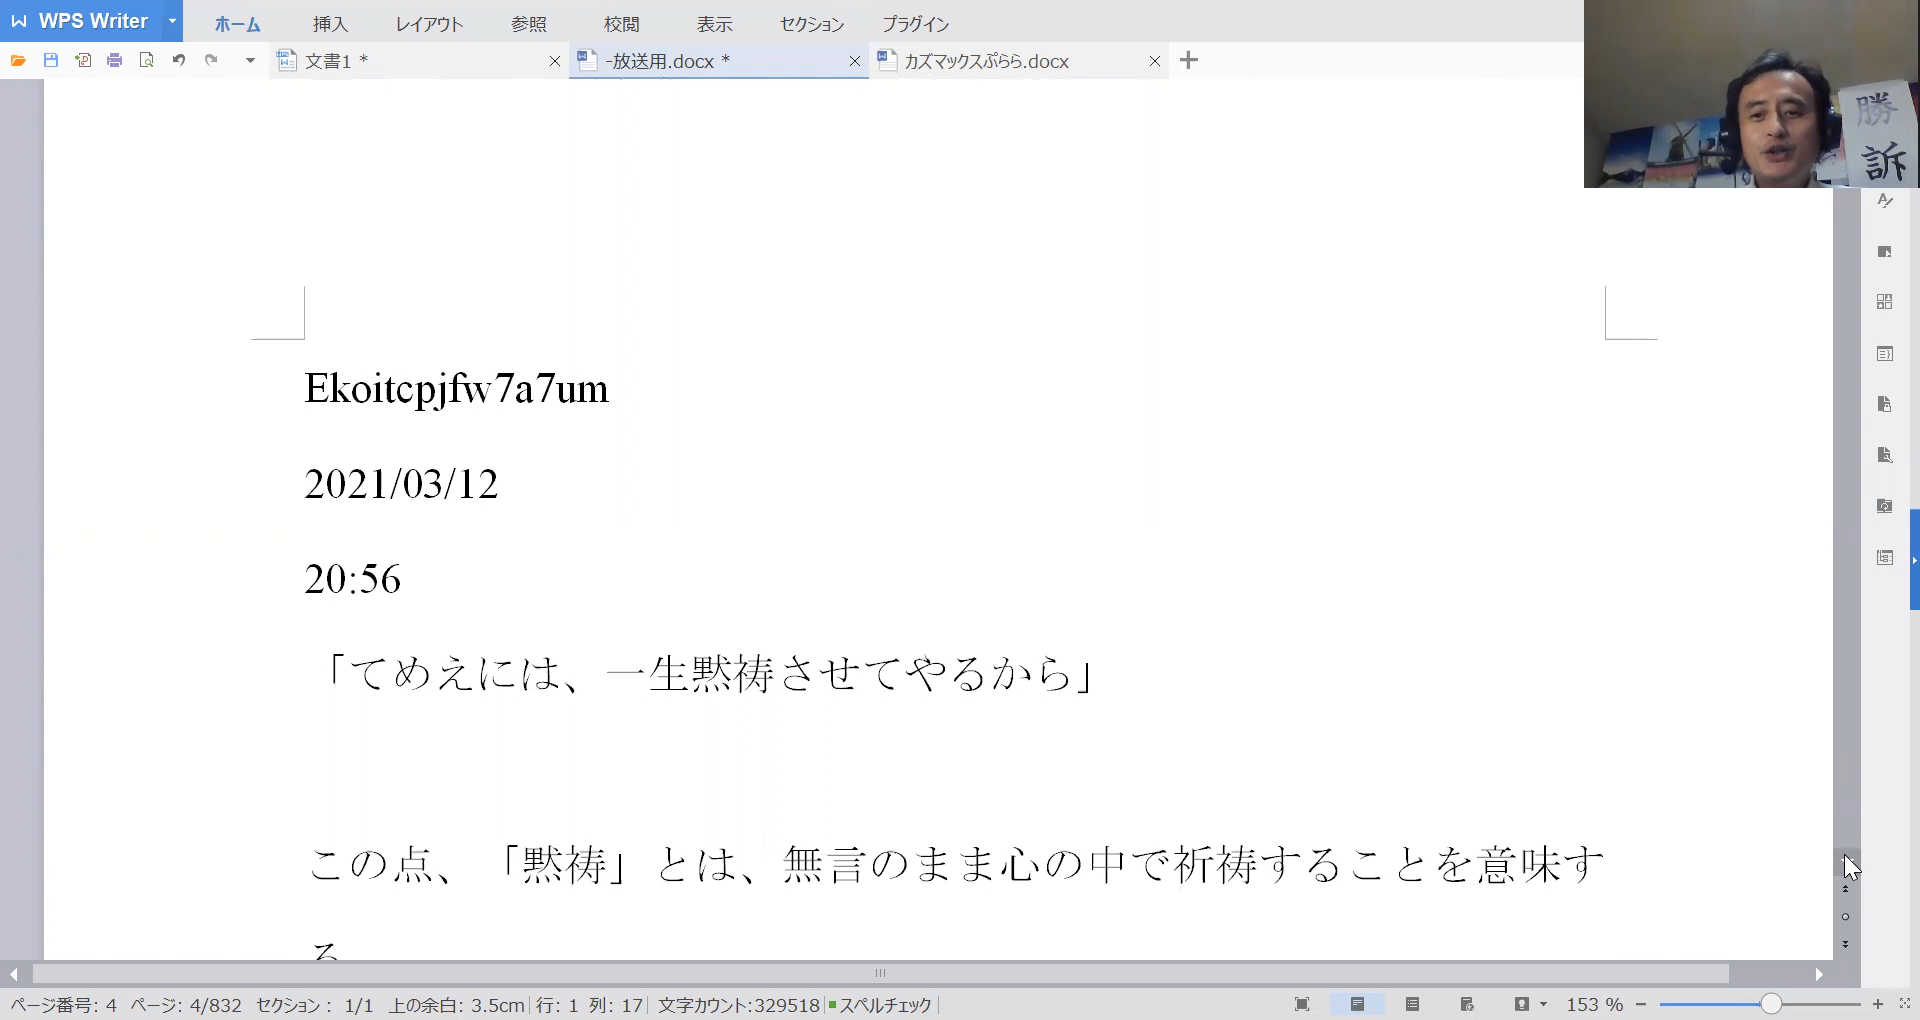 WPS Writer
ホーム 挿入 レイアウト 参照 校閲 表示 セクション プラグイン
文書1 *
-放送用.docx *
カズマックスぷらら.docx
勝
訴
Ekoitcpjfw7a7um
2021/03/12
20:56
「てめえには、一生黙祷させてやるから」
この点、「黙祷」とは、無言のまま心の中で祈祷することを意味す
る
ページ番号: 4 ページ: 4/832 セクション: 1/1 上の余白: 3.5cm 行: 1 列: 17 文字カウント:329518 スペルチェック 153 %